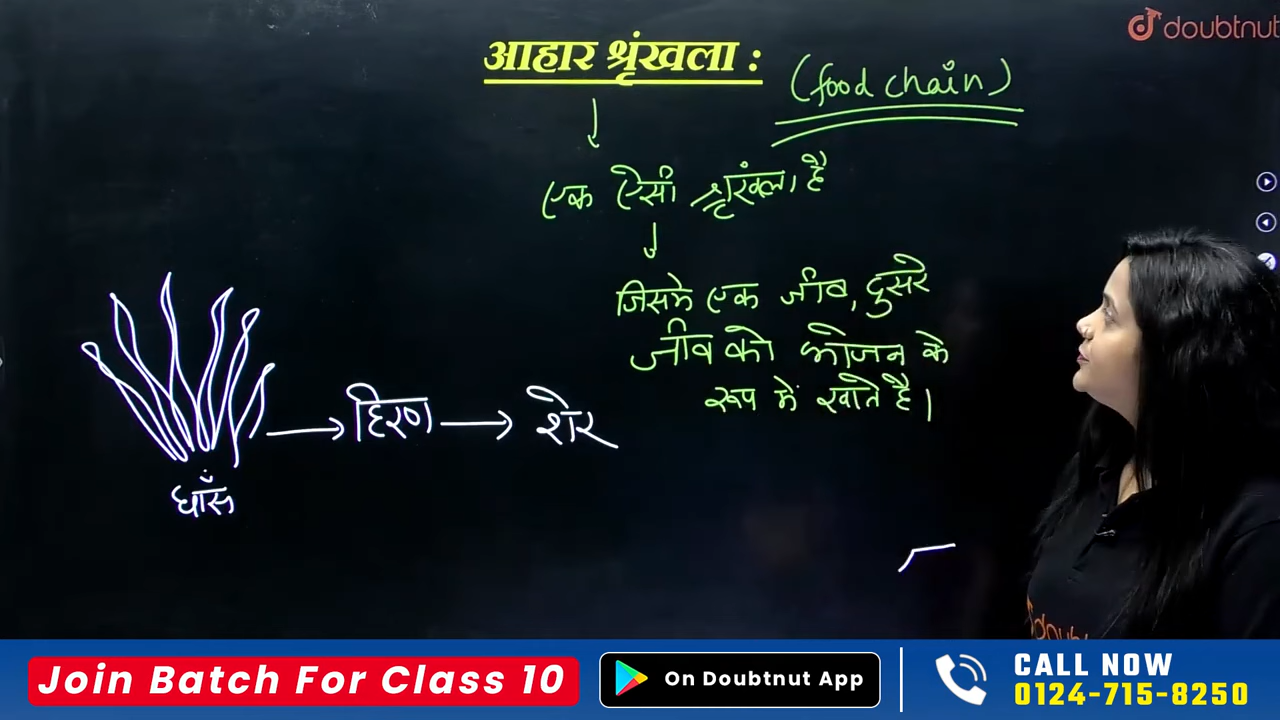 doubtnut
आहार श्रृंखला :
(food chain)
एक ऐसी श्रृंखला है
जिसमे एक जीव, दुसरे
जीव को भोजन के
रूप में खाते है।
हिरण
शेर
घाँस
Join Batch For Class 10
On Doubtnut App
CALL NOW
0124-715-8250